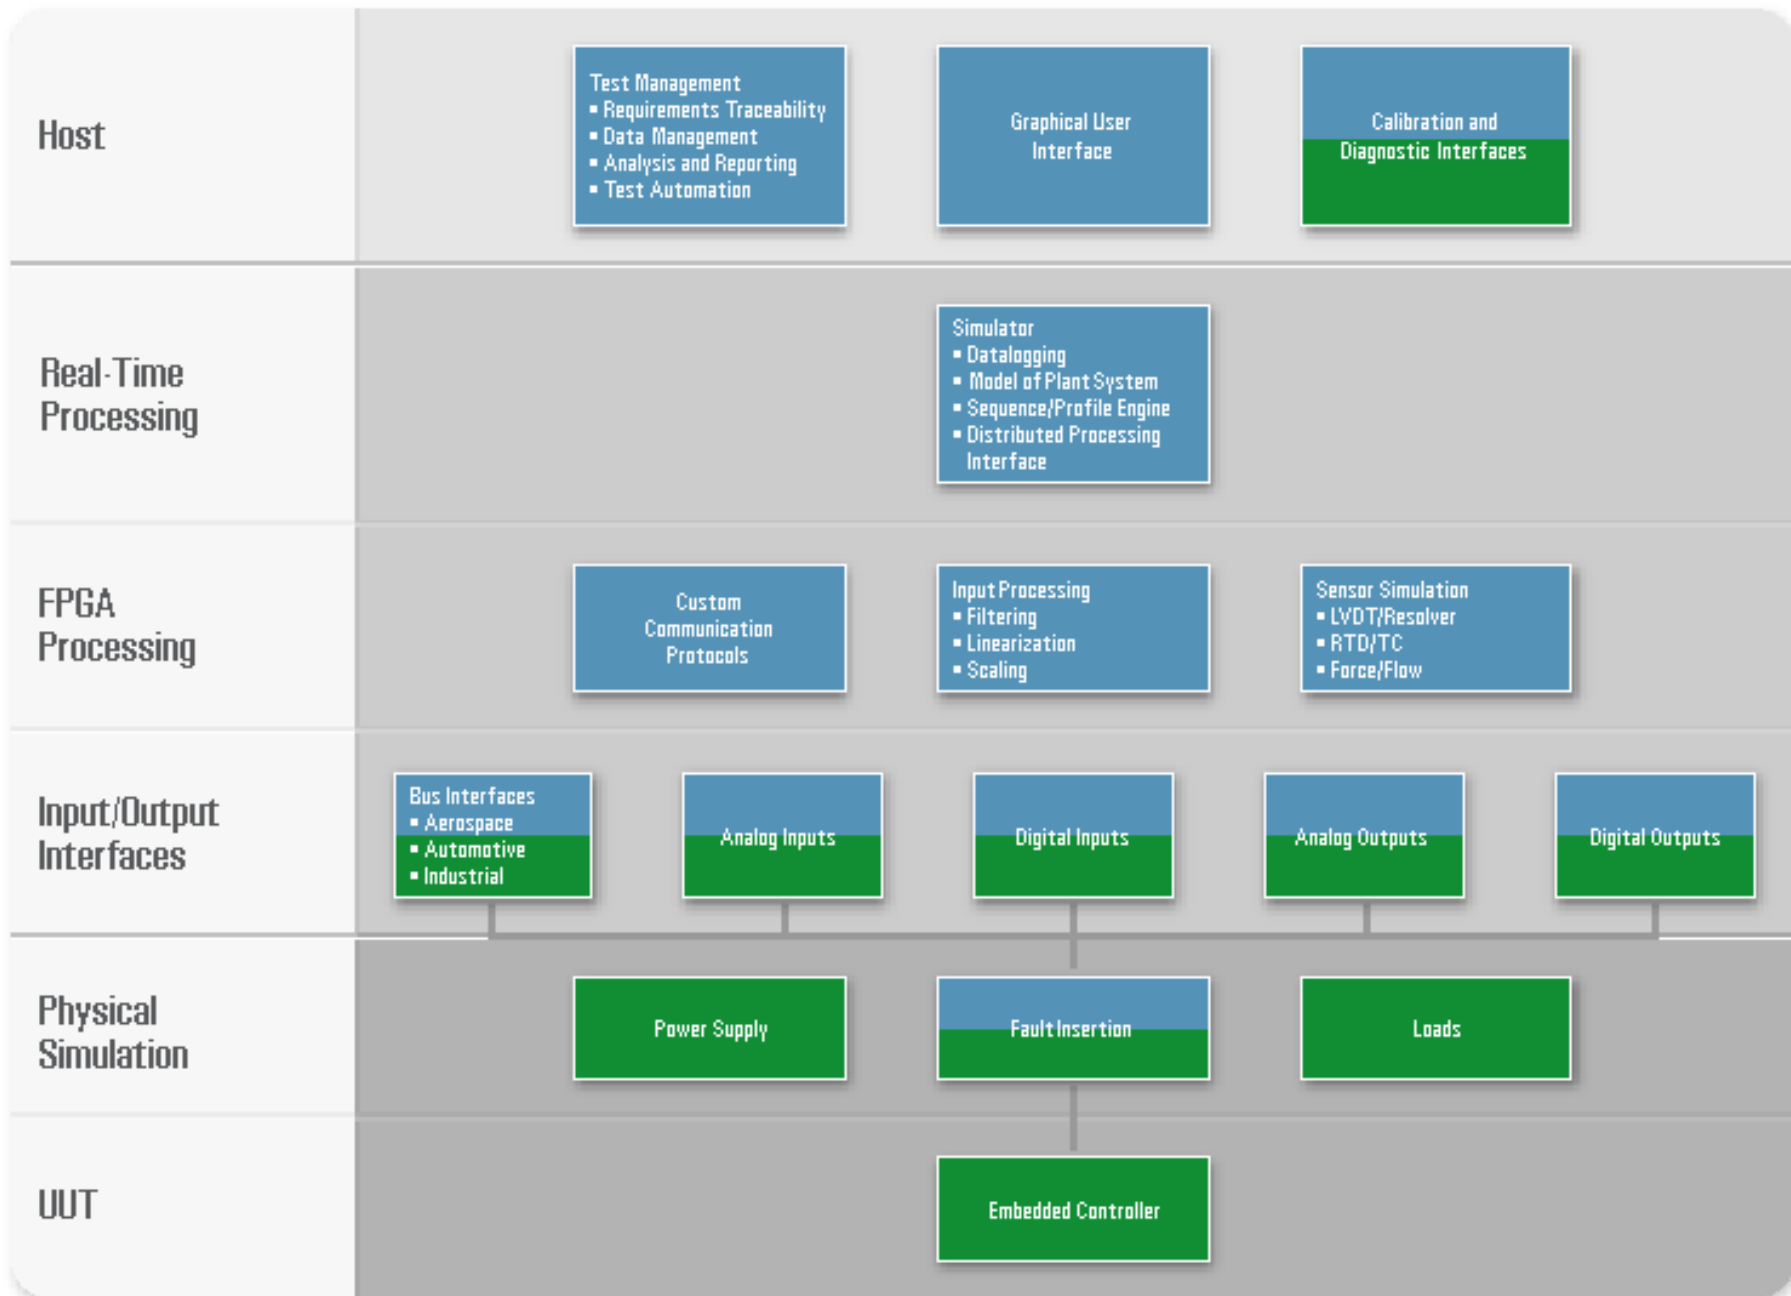 Host
Test Management
▪ Requirements Traceability
▪ Data Management
▪ Analysis and Reporting
▪ Test Automation
Graphical User
Interface
Calibration and
Diagnostic Interfaces
Real-Time
Processing
Simulator
▪ Datalogging
▪ Model of Plant System
▪ Sequence/Profile Engine
▪ Distributed Processing
Interface
FPGA
Processing
Custom
Communication
Protocols
Input Processing
▪ Filtering
▪ Linearization
▪ Scaling
Sensor Simulation
▪ LVDT/Resolver
▪ RTD/TC
▪ Force/Flow
Input/Output
Interfaces
Bus Interfaces
▪ Aerospace
▪ Automotive
▪ Industrial
Analog Inputs
Digital Inputs
Analog Outputs
Digital Outputs
Physical
Simulation
Power Supply
Fault Insertion
Loads
UUT
Embedded Controller